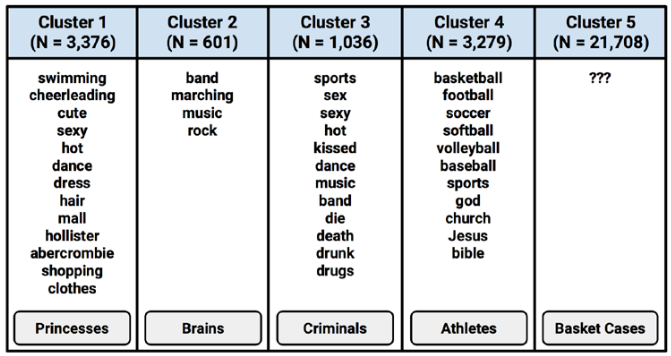 Cluster 1
(N = 3,376)
swimming
cheerleading
cute
sexy
hot
dance
dress
hair
mall
hollister
abercrombie
shopping
clothes
Princesses
Cluster 2
(N = 601)
band
marching
music
rock
Brains
Cluster 3
(N = 1,036)
sports
sex
sexy
hot
kissed
dance
music
band
die
death
drunk
drugs
Criminals
Cluster 4
(N = 3,279)
basketball
football
soccer
softball
volleyball
baseball
sports
god
church
Jesus
bible
Athletes
Cluster 5
(N = 21,708)
???
Basket Cases